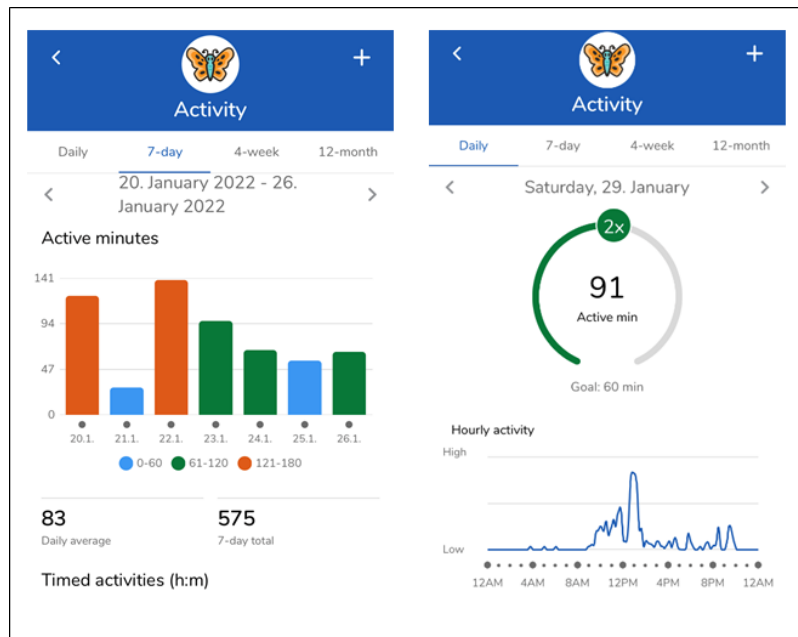 Activity
Daily 7-day 4-week 12-month
20. January 2022 - 26.
January 2022
Active minutes
141
94
47
0
20.1. 21.1. 22.1. 23.1. 24.1. 25.1. 26.1.
0-60 61-120 121-180
83 575
Daily average 7-day total
Timed activities (h:m)
Activity
Daily 7-day 4-week 12-month
Saturday, 29. January
2x
91
Active min
Goal: 60 min
Hourly activity
High
Low
12AM 4AM 8AM 12PM 4PM 8PM 12AM